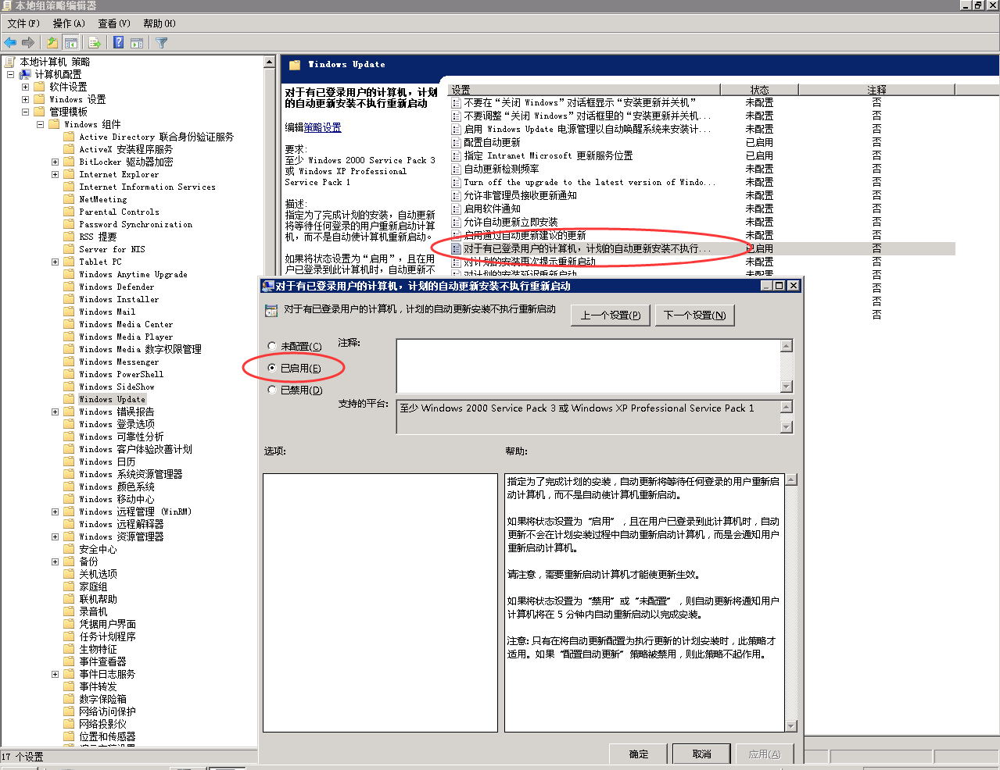 本地组策略编辑器
文件(F) 操作(A) 查看(V) 帮助(H)
本地计算机 策略
计算机配置
软件设置
Windows 设置
管理模板
Windows 组件
Active Directory 联合身份验证服务
ActiveX 安装程序服务
BitLocker 驱动器加密
Internet Explorer
Internet Information Services
NetMeeting
Parental Controls
Password Synchronization
RSS 提要
Server for NIS
Tablet PC
Windows Anytime Upgrade
Windows Defender
Windows Installer
Windows Mail
Windows Media Center
Windows Media Player
Windows Media 数字权限管理
Windows Messenger
Windows PowerShell
Windows SideShow
Windows Update
Windows 错误报告
Windows 登录选项
Windows 可靠性分析
Windows 客户体验改善计划
Windows 日历
Windows 系统资源管理器
Windows 颜色系统
Windows 移动中心
Windows 远程管理 (WinRM)
Windows 远程解释器
Windows 资源管理器
安全中心
备份
关机选项
家庭组
联机帮助
录音机
凭据用户界面
任务计划程序
生物特征
事件查看器
事件日志服务
事件转发
数字保险箱
网络访问保护
网络投影仪
位置和传感器
17 个设置
Windows Update
对于有已登录用户的计算机，计划
的自动更新安装不执行重新启动
编辑策略设置
要求:
至少 Windows 2000 Service Pack 3
或 Windows XP Professional
Service Pack 1
描述:
指定为了完成计划的安装，自动更新
将等待任何登录的用户重新启动计算
机，而不是自动使计算机重新启动。
如果将状态设置为“启用”，且在用
户已登录到此计算机时，自动更新不
设置 状态 注释
不要在“关闭 Windows”对话框显示“安装更新并关机” 未配置 否
不要调整“关闭 Windows”对话框里的“安装更新并关机... 未配置 否
启用 Windows Update 电源管理以自动唤醒系统来安装计... 未配置 否
配置自动更新 已启用 否
指定 Intranet Microsoft 更新服务位置 已启用 否
自动更新检测频率 未配置 否
Turn off the upgrade to the latest version of Windo... 未配置 否
允许非管理员接收更新通知 未配置 否
启用软件通知 未配置 否
允许自动更新立即安装 未配置 否
启用通过自动更新建议的更新 未配置 否
对于有已登录用户的计算机，计划的自动更新安装不执行... 已启用 否
对计划的安装再次提示重新启动 未配置 否
对计划的安装延迟重新启动 未配置 否
否
否
否
对于有已登录用户的计算机，计划的自动更新安装不执行重新启动
对于有已登录用户的计算机，计划的自动更新安装不执行重新启动
上一个设置(P) 下一个设置(N)
未配置(C)
已启用(E)
已禁用(D)
注释:
支持的平台:
至少 Windows 2000 Service Pack 3 或 Windows XP Professional Service Pack 1
选项:
帮助:
指定为了完成计划的安装，自动更新将等待任何登录的用户重新启
动计算机，而不是自动使计算机重新启动。
如果将状态设置为“启用”，且在用户已登录到此计算机时，自动
更新不会在计划安装过程中自动重新启动计算机，而是会通知用户
重新启动计算机。
请注意，需要重新启动计算机才能使更新生效。
如果将状态设置为“禁用”或“未配置”，则自动更新将通知用户
计算机将在 5 分钟内自动重新启动以完成安装。
注意: 只有在将自动更新配置为执行更新的计划安装时，此策略才
适用。如果“配置自动更新”策略被禁用，则此策略不起作用。
确定 取消 应用(A)